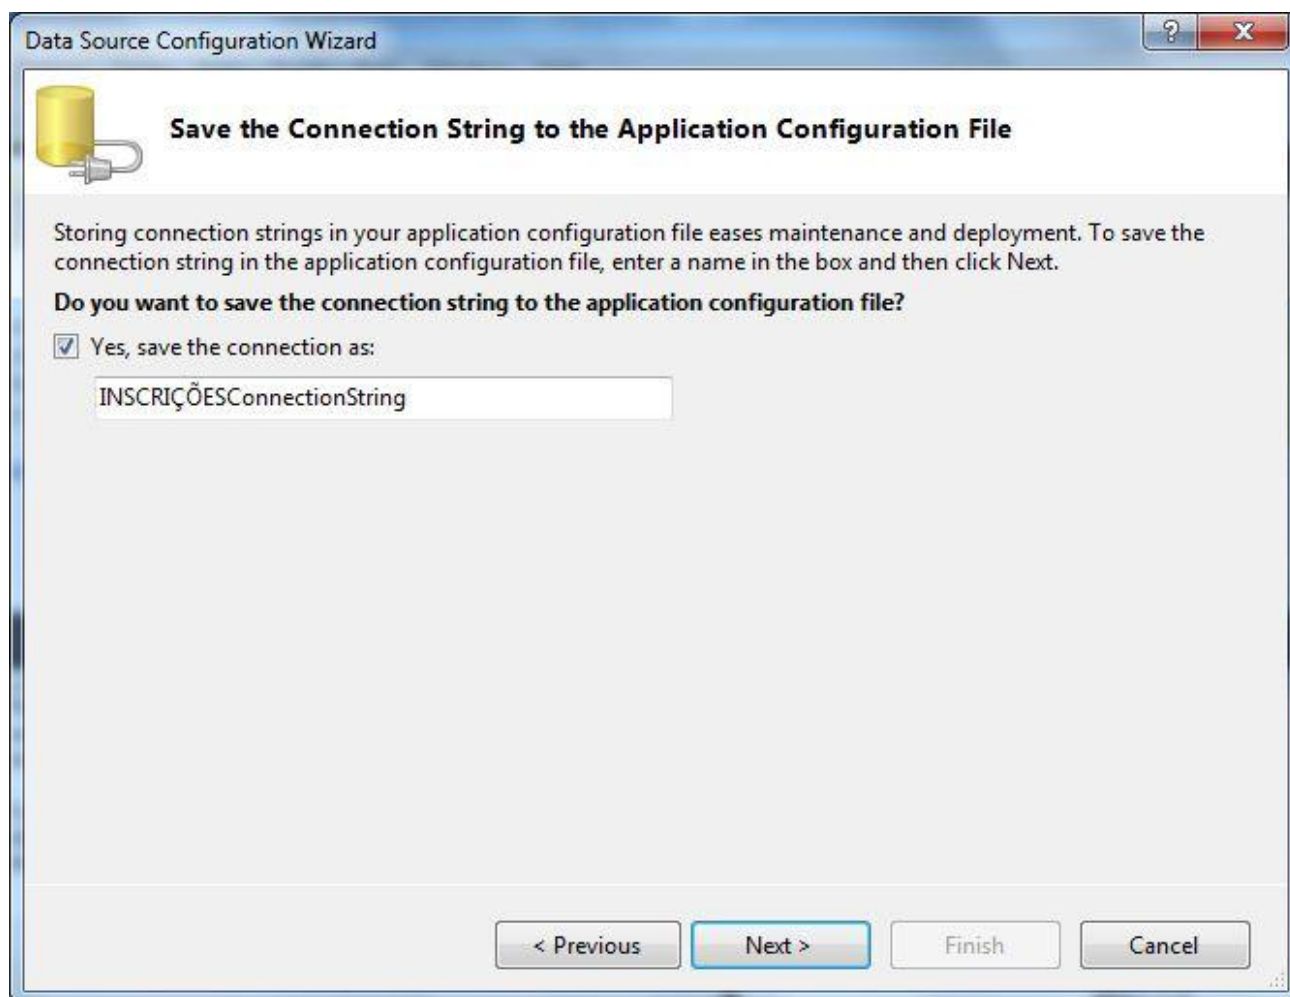 Data Source Configuration Wizard
?
X
Save the Connection String to the Application Configuration File
Storing connection strings in your application configuration file eases maintenance and deployment. To save the
connection string in the application configuration file, enter a name in the box and then click Next.
Do you want to save the connection string to the application configuration file?
Yes, save the connection as:
INSCRIÇÕESConnectionString
< Previous
Next >
Finish
Cancel